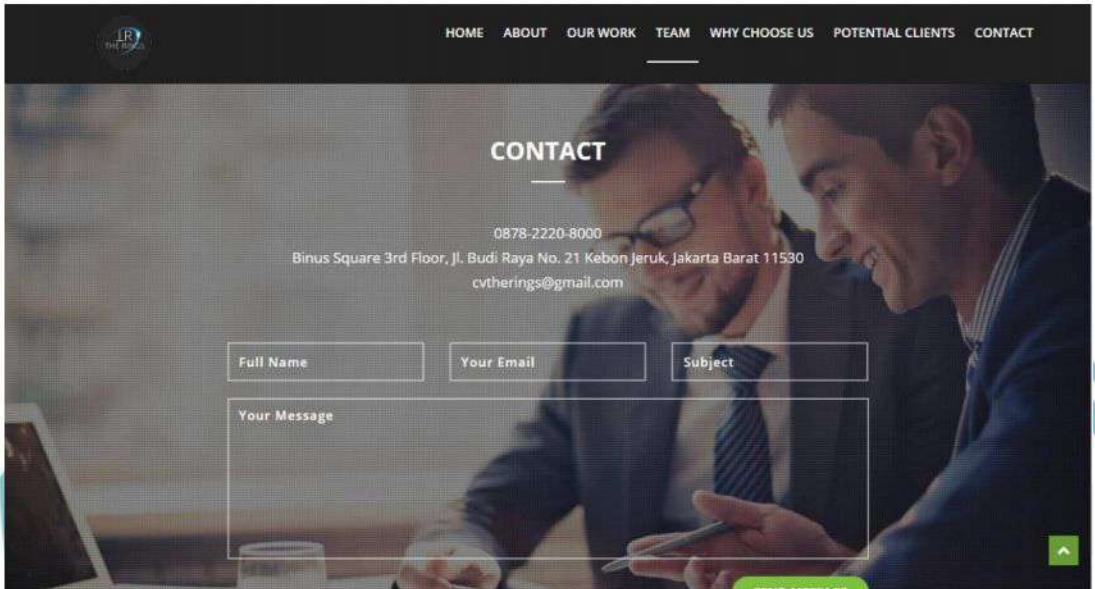 THE RINGS
HOME ABOUT OUR WORK TEAM WHY CHOOSE US POTENTIAL CLIENTS CONTACT
CONTACT
0878-2220-8000
Binus Square 3rd Floor, Jl. Budi Raya No. 21 Kebon Jeruk, Jakarta Barat 11530
cvtherings@gmail.com
Full Name Your Email Subject
Your Message